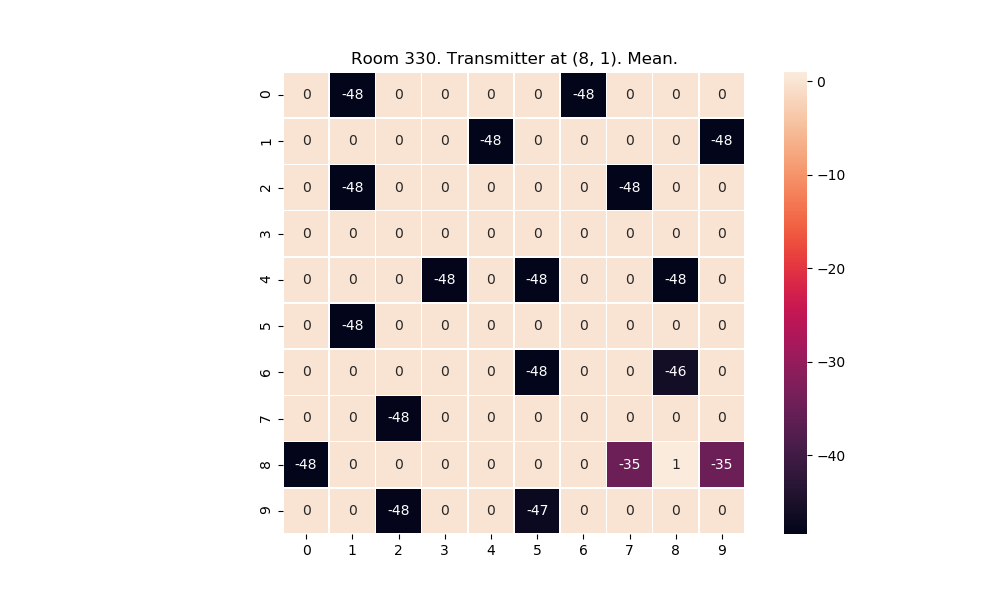 Room 330. Transmitter at (8, 1). Mean.
0 0 -48 0 0 0 0 -48 0 0 0
1 0 0 0 0 -48 0 0 0 0 -48
2 0 -48 0 0 0 0 0 -48 0 0
3 0 0 0 0 0 0 0 0 0 0
4 0 0 0 -48 0 -48 0 0 -48 0
5 0 -48 0 0 0 0 0 0 0 0
6 0 0 0 0 0 -48 0 0 -46 0
7 0 0 -48 0 0 0 0 0 0 0
8 -48 0 0 0 0 0 0 -35 1 -35
9 0 0 -48 0 0 -47 0 0 0 0
0 1 2 3 4 5 6 7 8 9
0
−10
−20
−30
−40